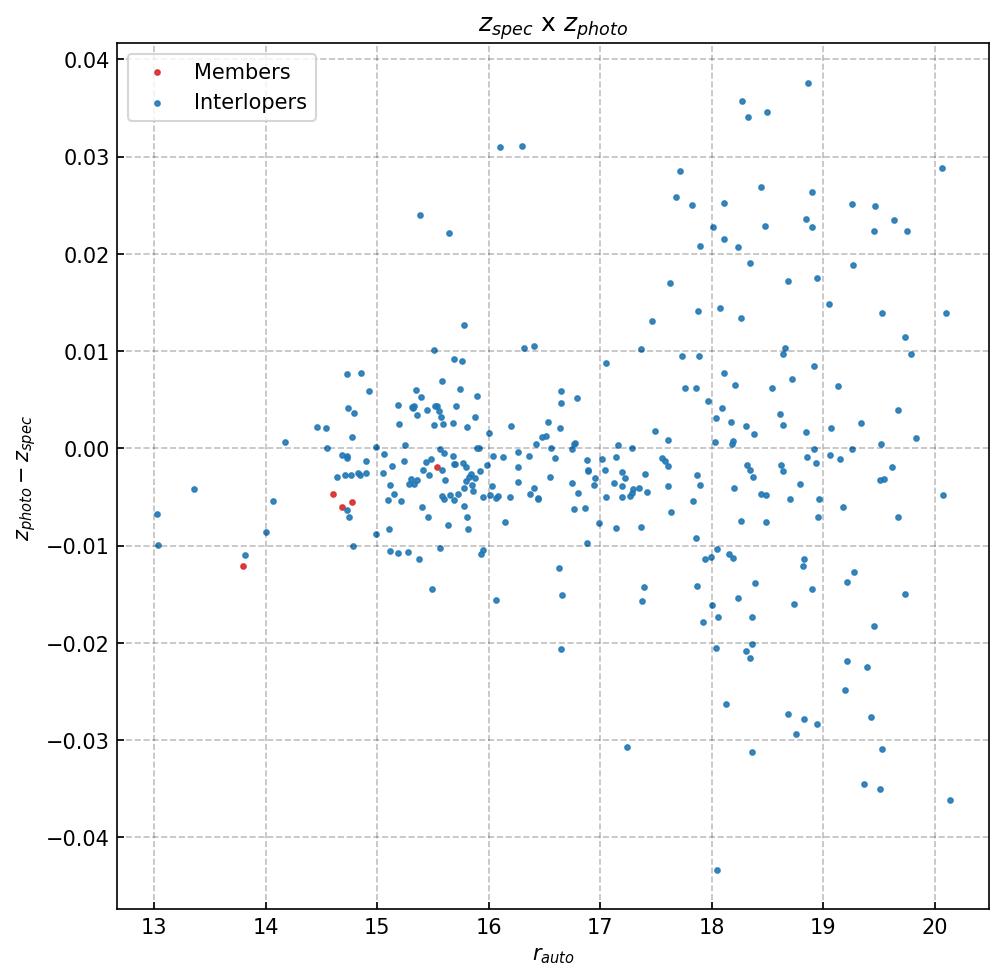 z_spec x z_photo
Members
Interlopers
0.04
0.03
0.02
0.01
0.00
−0.01
−0.02
−0.03
−0.04
z_photo − z_spec
13 14 15 16 17 18 19 20
r_auto